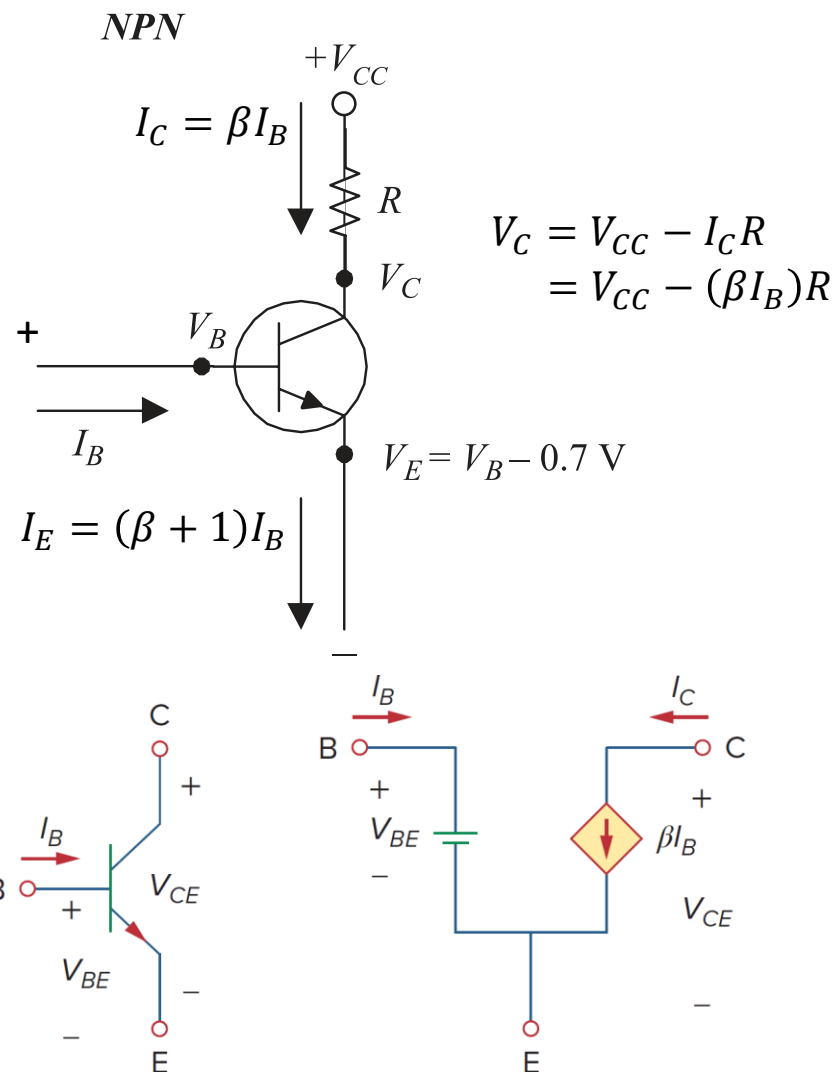 NPN
+V_CC
I_C = βI_B
R
V_C = V_CC − I_C R
= V_CC − (βI_B)R
V_C
+
V_B
I_B
V_E = V_B − 0.7 V
I_E = (β + 1)I_B
−
C
+
I_B
B
+
V_CE
V_BE
−
−
E
I_B
I_C
B
C
+
+
V_BE
βI_B
−
V_CE
−
E